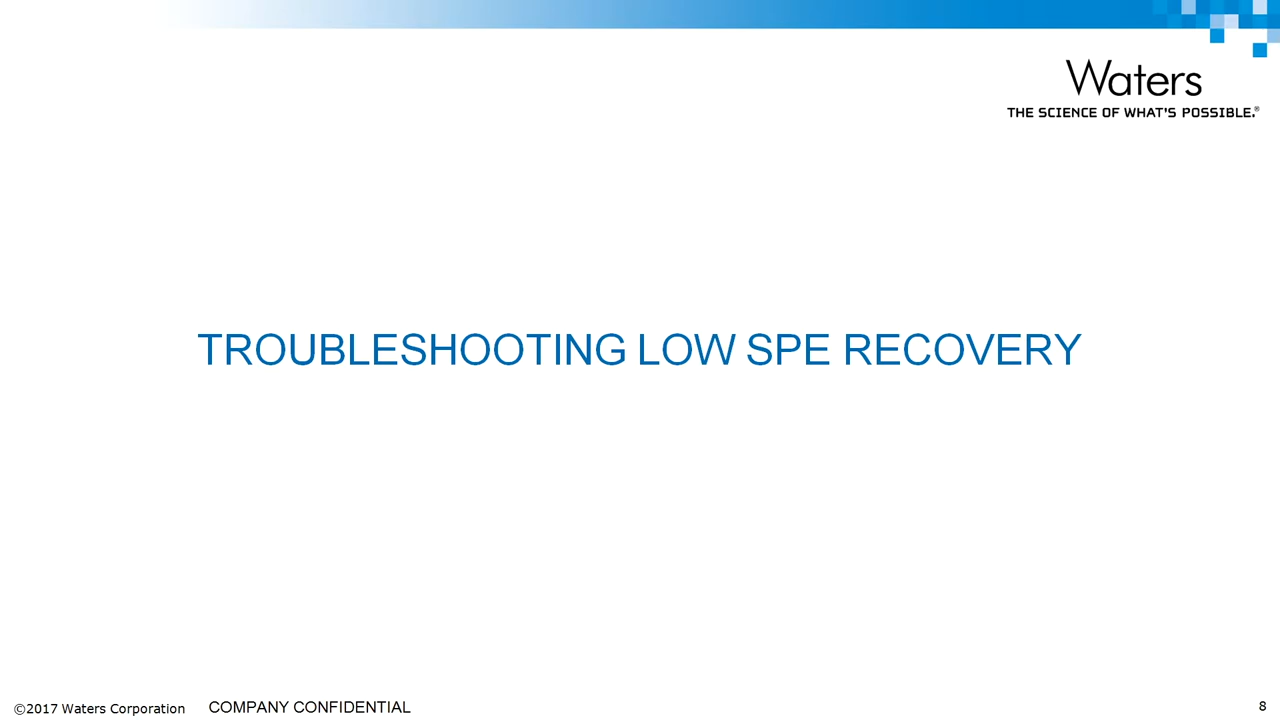 Waters
THE SCIENCE OF WHAT'S POSSIBLE.®
TROUBLESHOOTING LOW SPE RECOVERY
©2017 Waters Corporation COMPANY CONFIDENTIAL 8